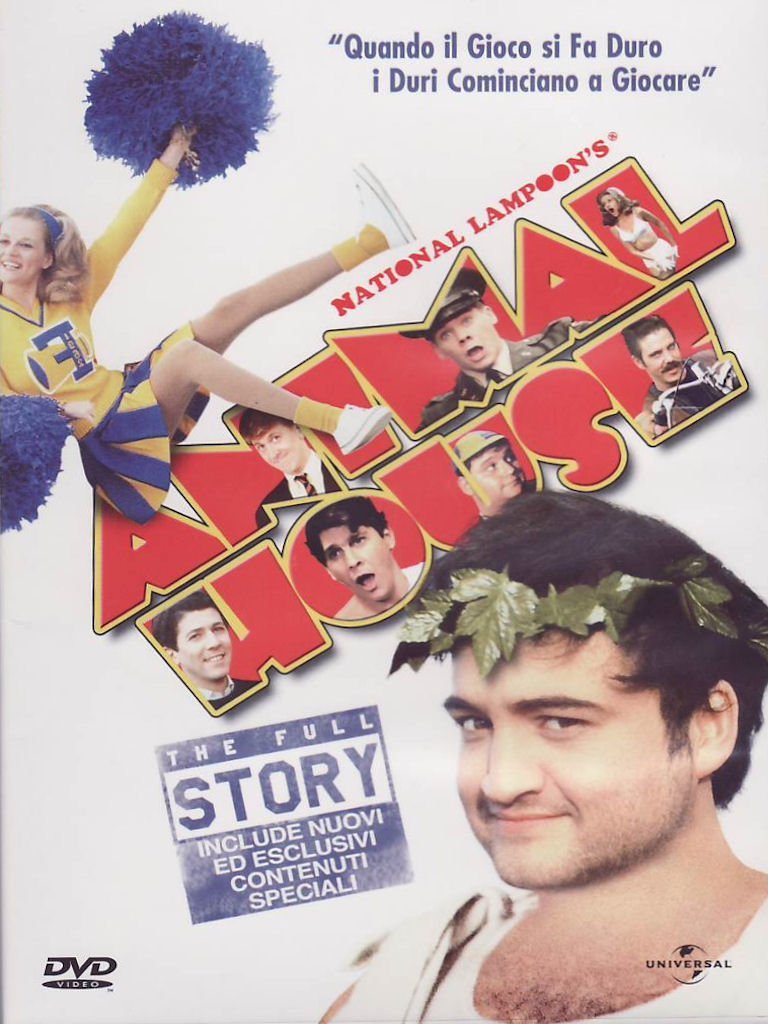 “Quando il Gioco si Fa Duro
i Duri Cominciano a Giocare”
NATIONAL LAMPOON'S®
ANIMAL
HOUSE
THE FULL
STORY
INCLUDE NUOVI
ED ESCLUSIVI
CONTENUTI
SPECIALI
DVD
VIDEO
™
UNIVERSAL